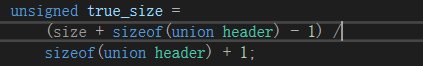 unsigned true_size =
(size + sizeof(union header) - 1) /
sizeof(union header) + 1;